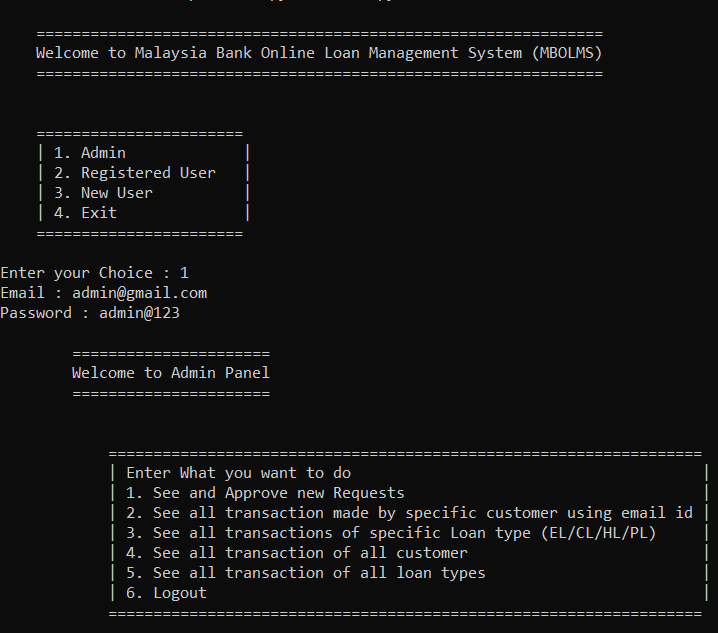 ===============================================================
Welcome to Malaysia Bank Online Loan Management System (MBOLMS)
===============================================================
=======================
| 1. Admin             |
| 2. Registered User   |
| 3. New User          |
| 4. Exit              |
=======================
Enter your Choice : 1
Email : admin@gmail.com
Password : admin@123
======================
Welcome to Admin Panel
======================
==================================================================
| Enter What you want to do                                       |
| 1. See and Approve new Requests                                 |
| 2. See all transaction made by specific customer using email id |
| 3. See all transactions of specific Loan type (EL/CL/HL/PL)     |
| 4. See all transaction of all customer                          |
| 5. See all transaction of all loan types                        |
| 6. Logout                                                       |
==================================================================